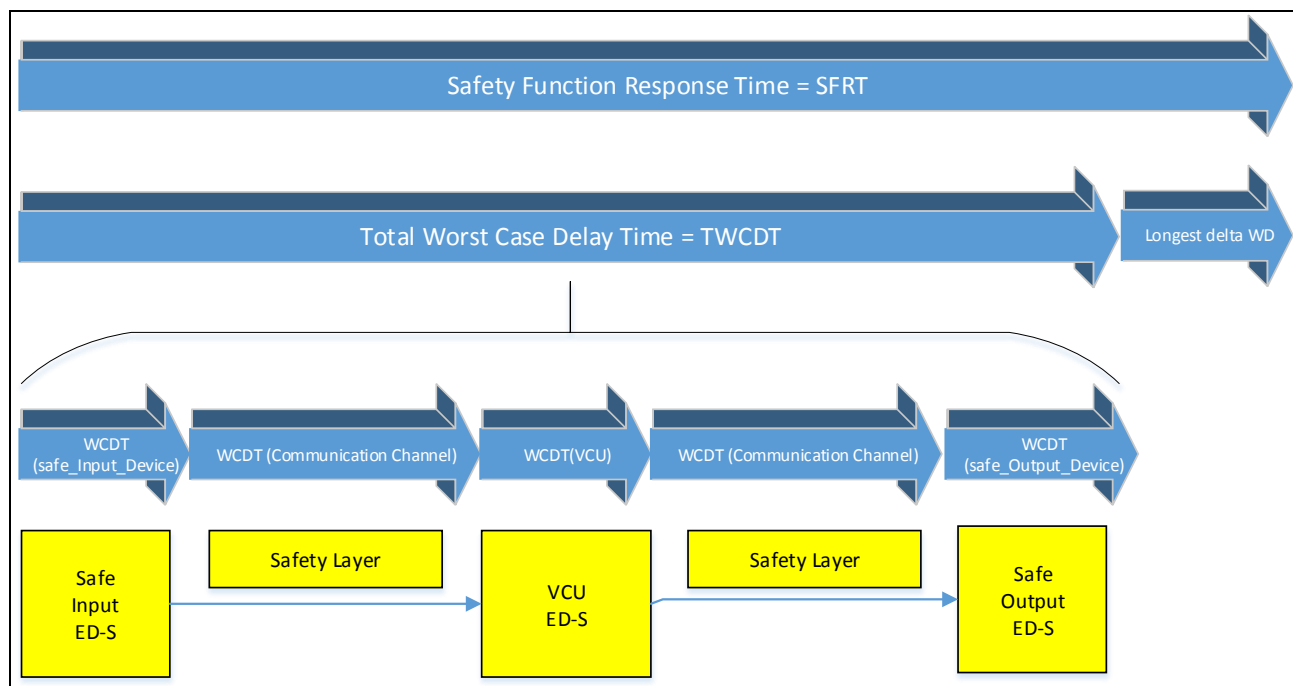 Safety Function Response Time = SFRT
Total Worst Case Delay Time = TWCDT
Longest delta WD
WCDT
(safe_Input_Device)
WCDT (Communication Channel)
WCDT(VCU)
WCDT (Communication Channel)
WCDT
(safe_Output_Device)
Safe
Input
ED-S
Safety Layer
VCU
ED-S
Safety Layer
Safe
Output
ED-S